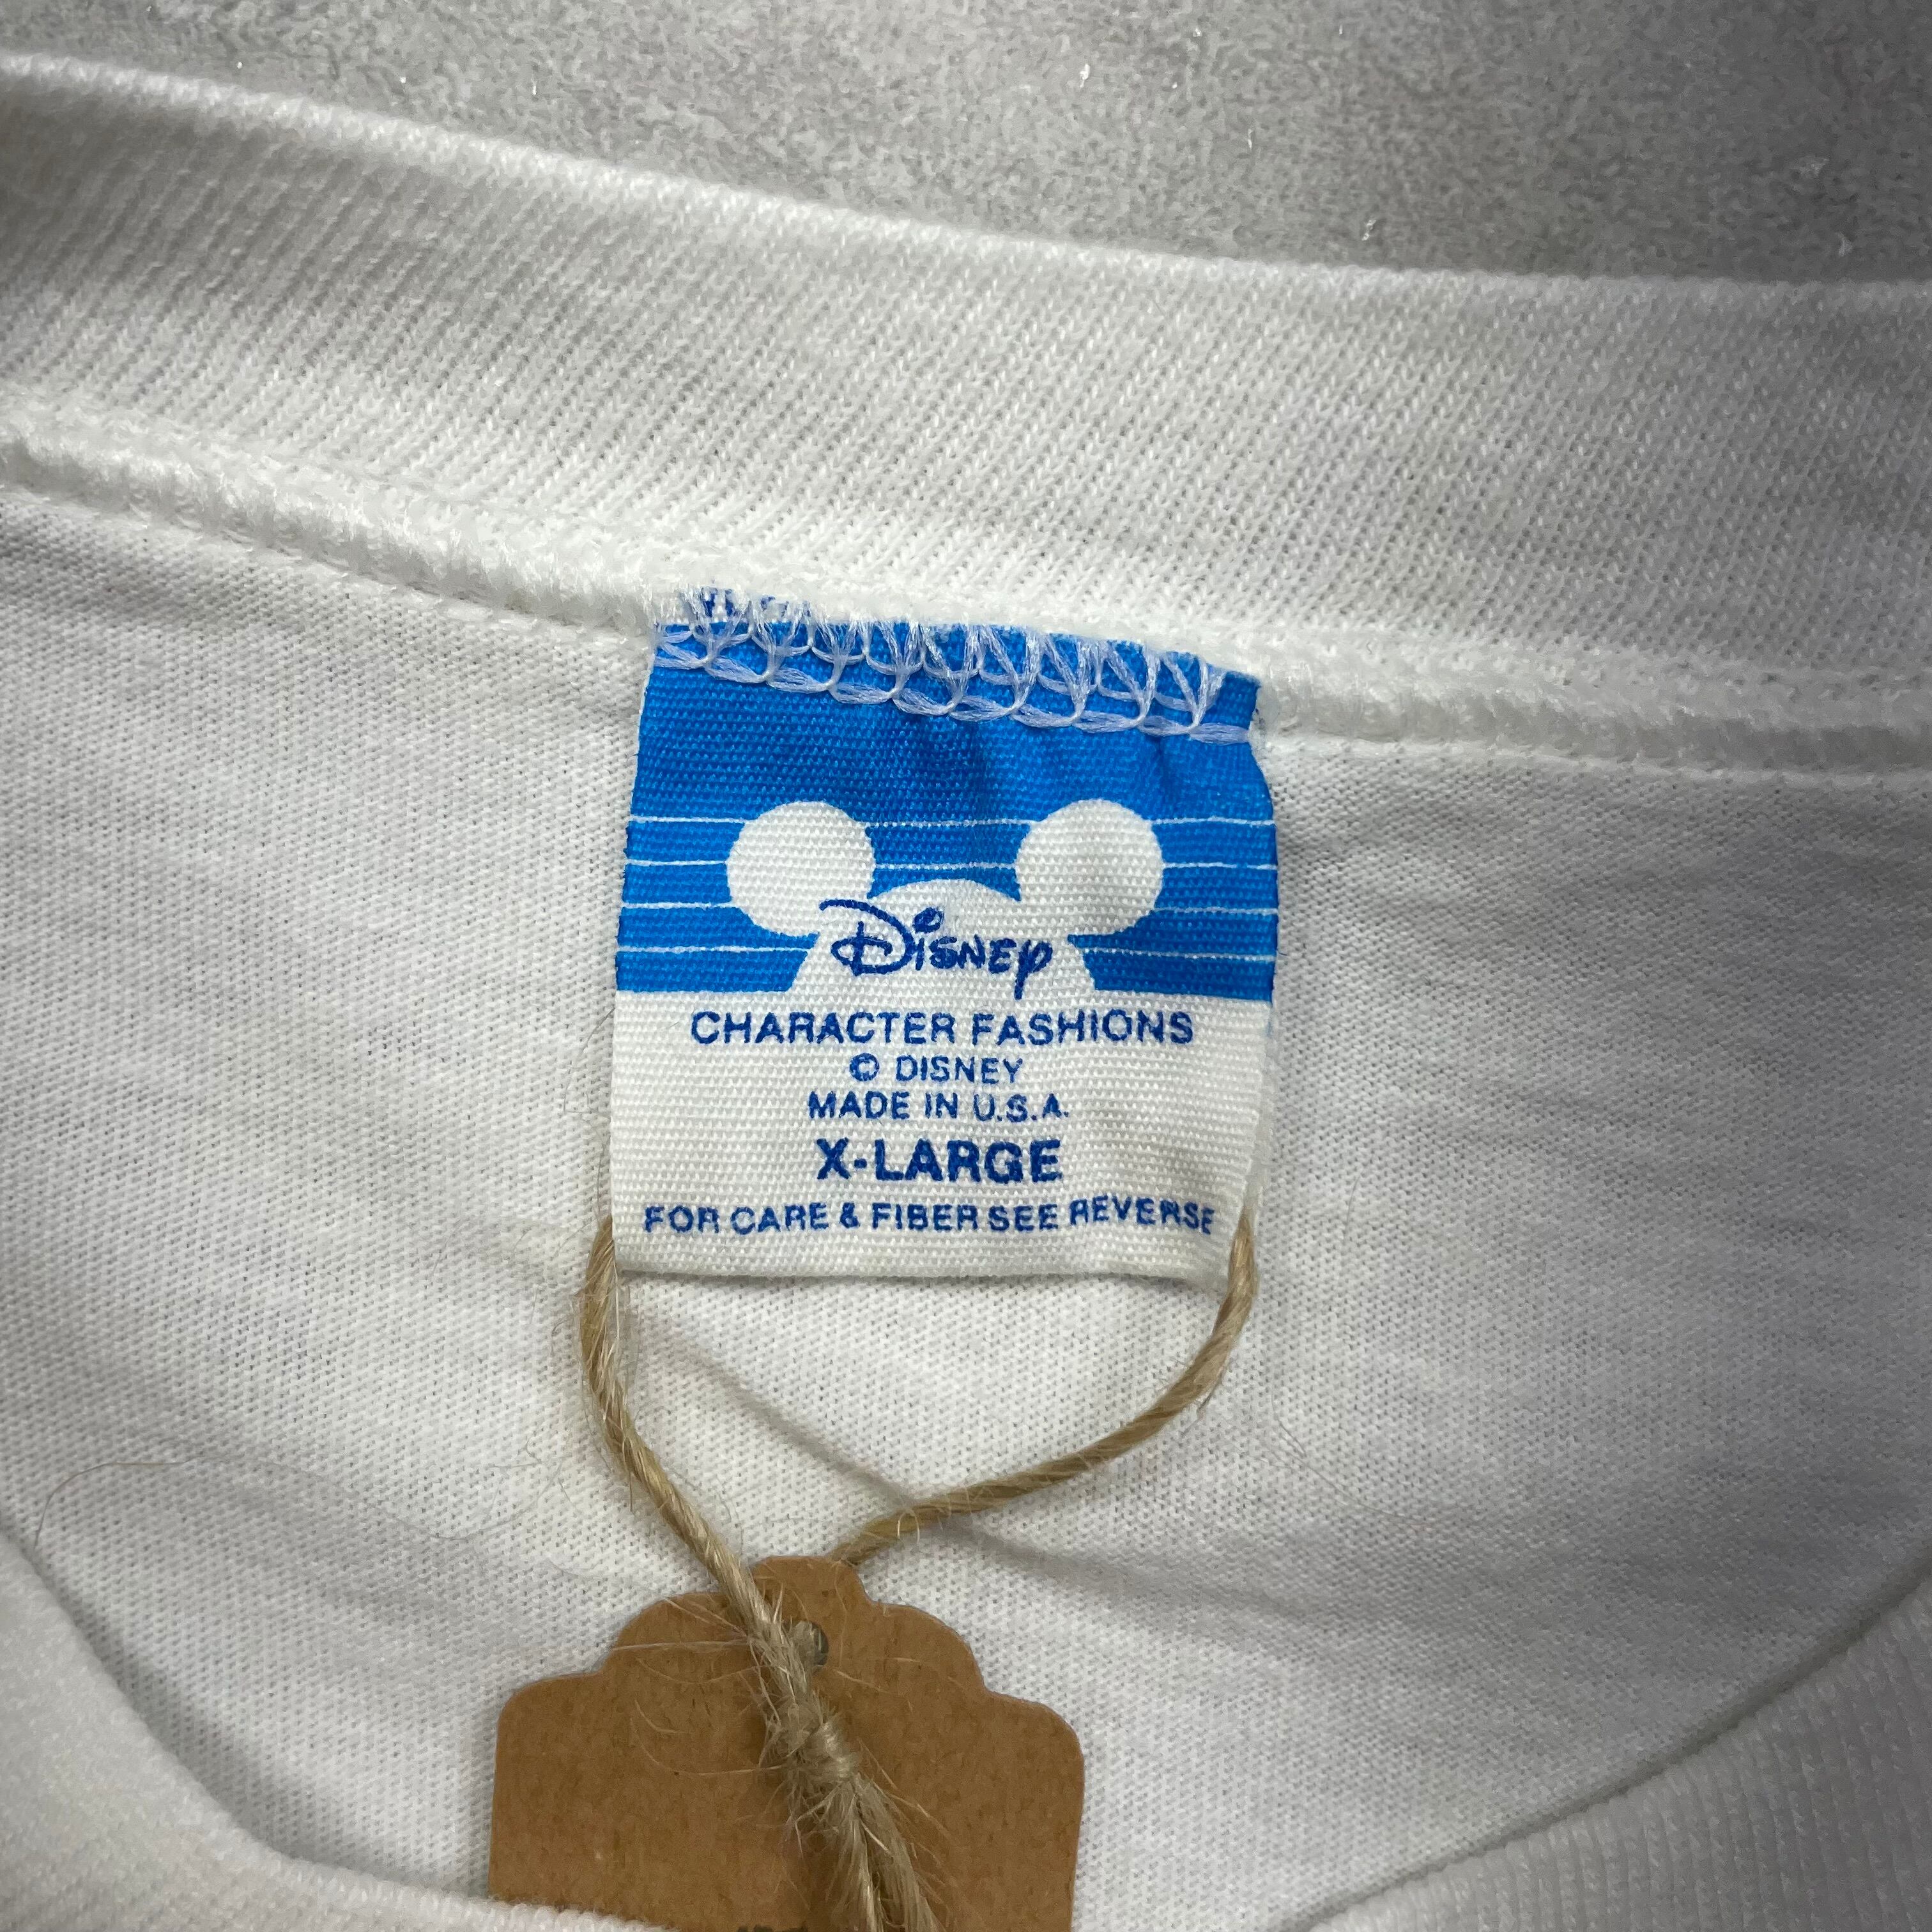 Disney
CHARACTER FASHIONS
© DISNEY
MADE IN U.S.A.
X-LARGE
FOR CARE & FIBER SEE REVERSE